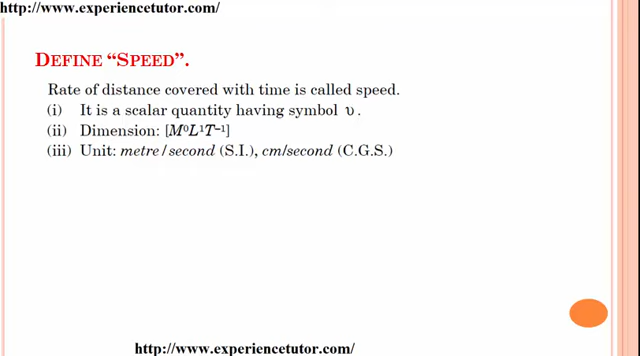 http://www.experiencetutor.com/
DEFINE “SPEED”.
Rate of distance covered with time is called speed.
(i) It is a scalar quantity having symbol υ.
(ii) Dimension: [M⁰L¹T⁻¹]
(iii) Unit: metre/second (S.I.), cm/second (C.G.S.)
http://www.experiencetutor.com/